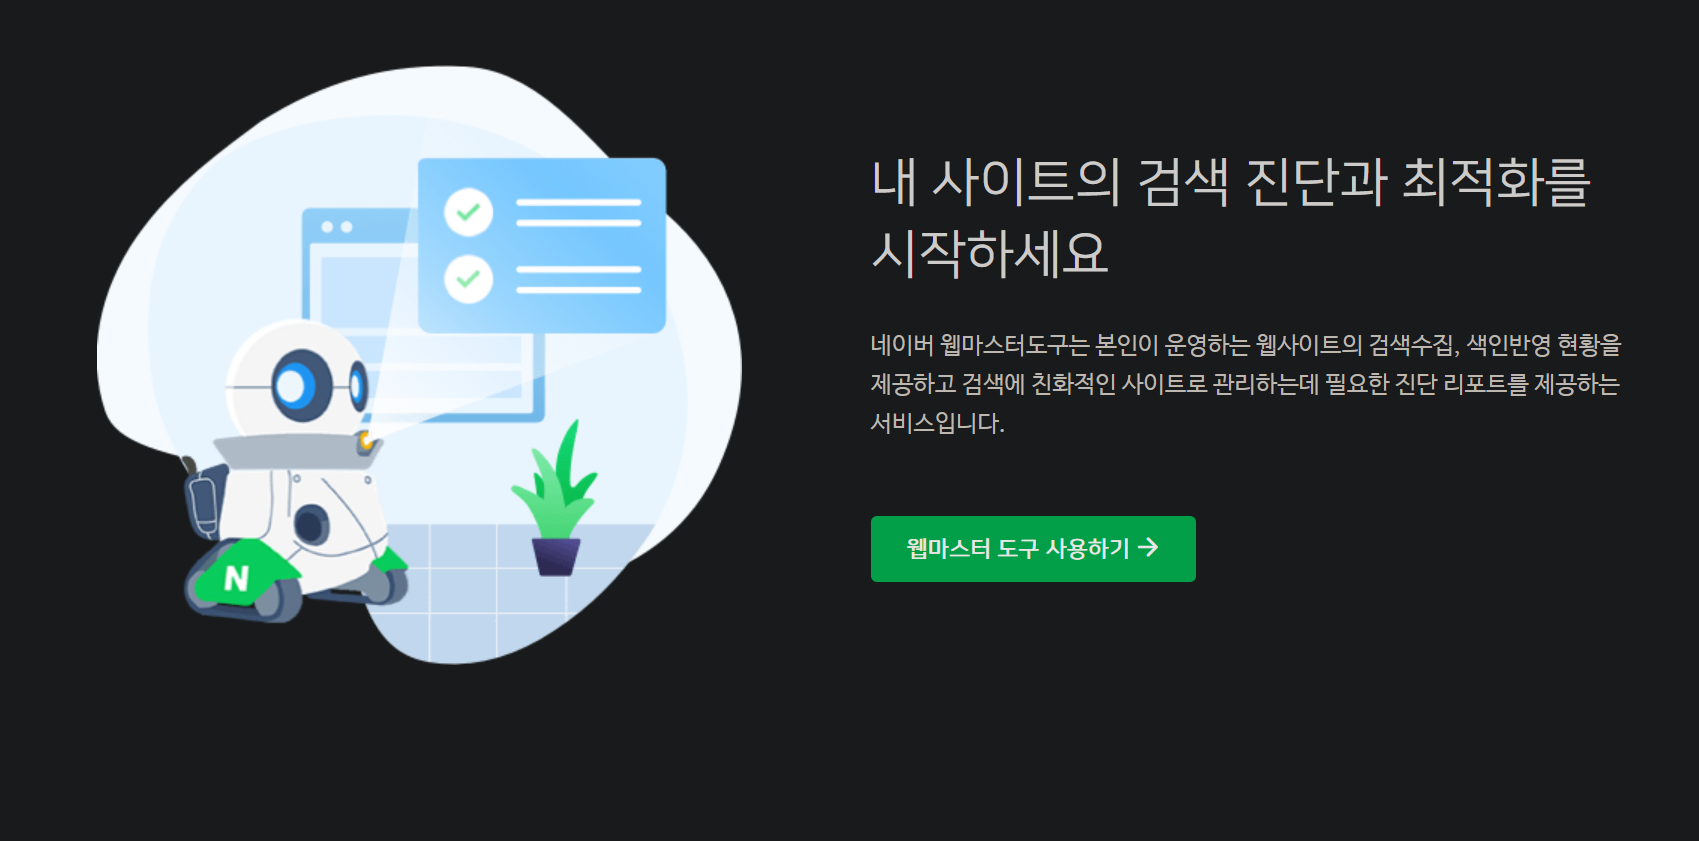 내 사이트의 검색 진단과 최적화를
시작하세요
네이버 웹마스터도구는 본인이 운영하는 웹사이트의 검색수집, 색인반영 현황을
제공하고 검색에 친화적인 사이트로 관리하는데 필요한 진단 리포트를 제공하는
서비스입니다.
웹마스터 도구 사용하기 →
N